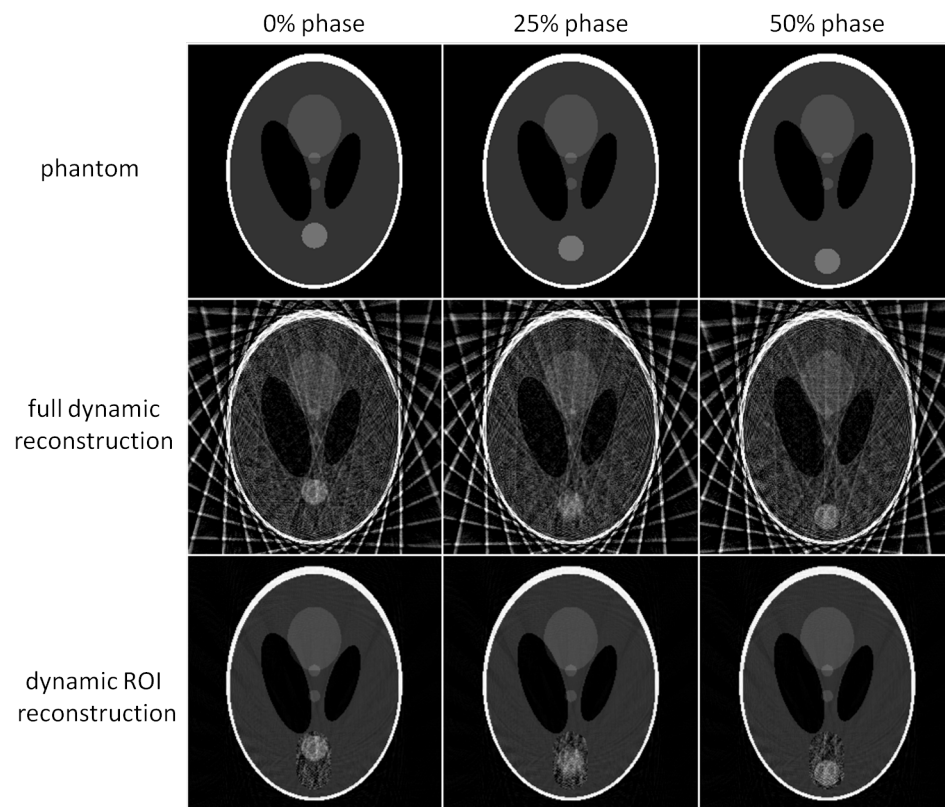 0% phase
25% phase
50% phase
phantom
full dynamic
reconstruction
dynamic ROI
reconstruction